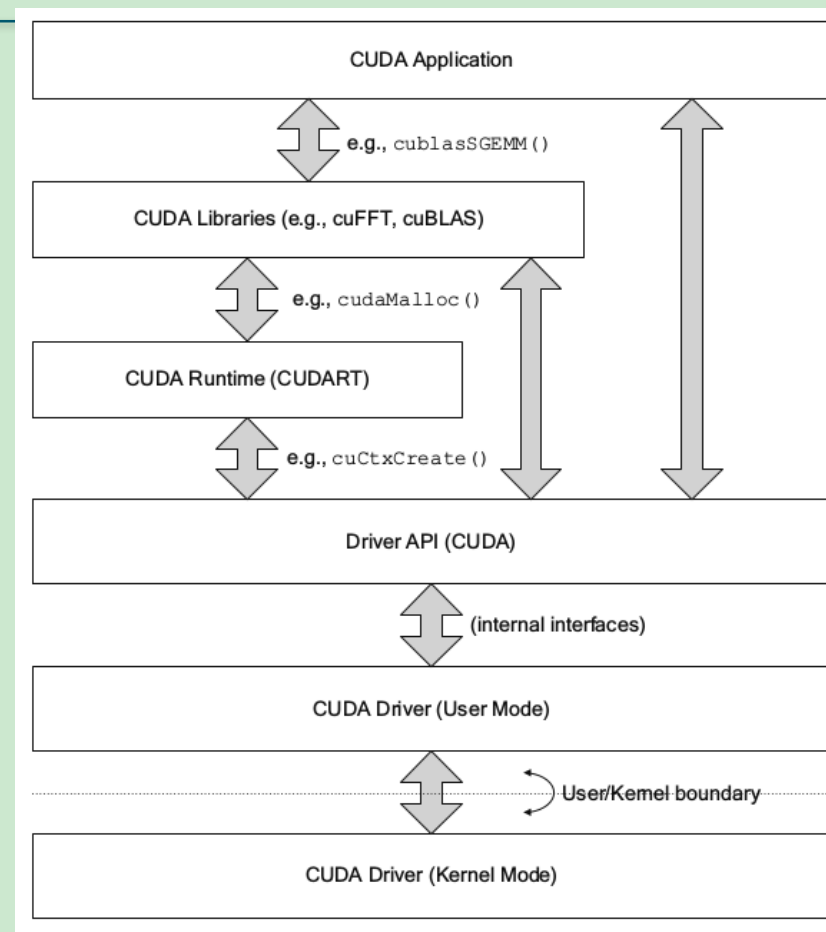 CUDA Application
e.g., cublasSGEMM()
CUDA Libraries (e.g., cuFFT, cuBLAS)
e.g., cudaMalloc()
CUDA Runtime (CUDART)
e.g., cuCtxCreate()
Driver API (CUDA)
(internal interfaces)
CUDA Driver (User Mode)
User/Kernel boundary
CUDA Driver (Kernel Mode)